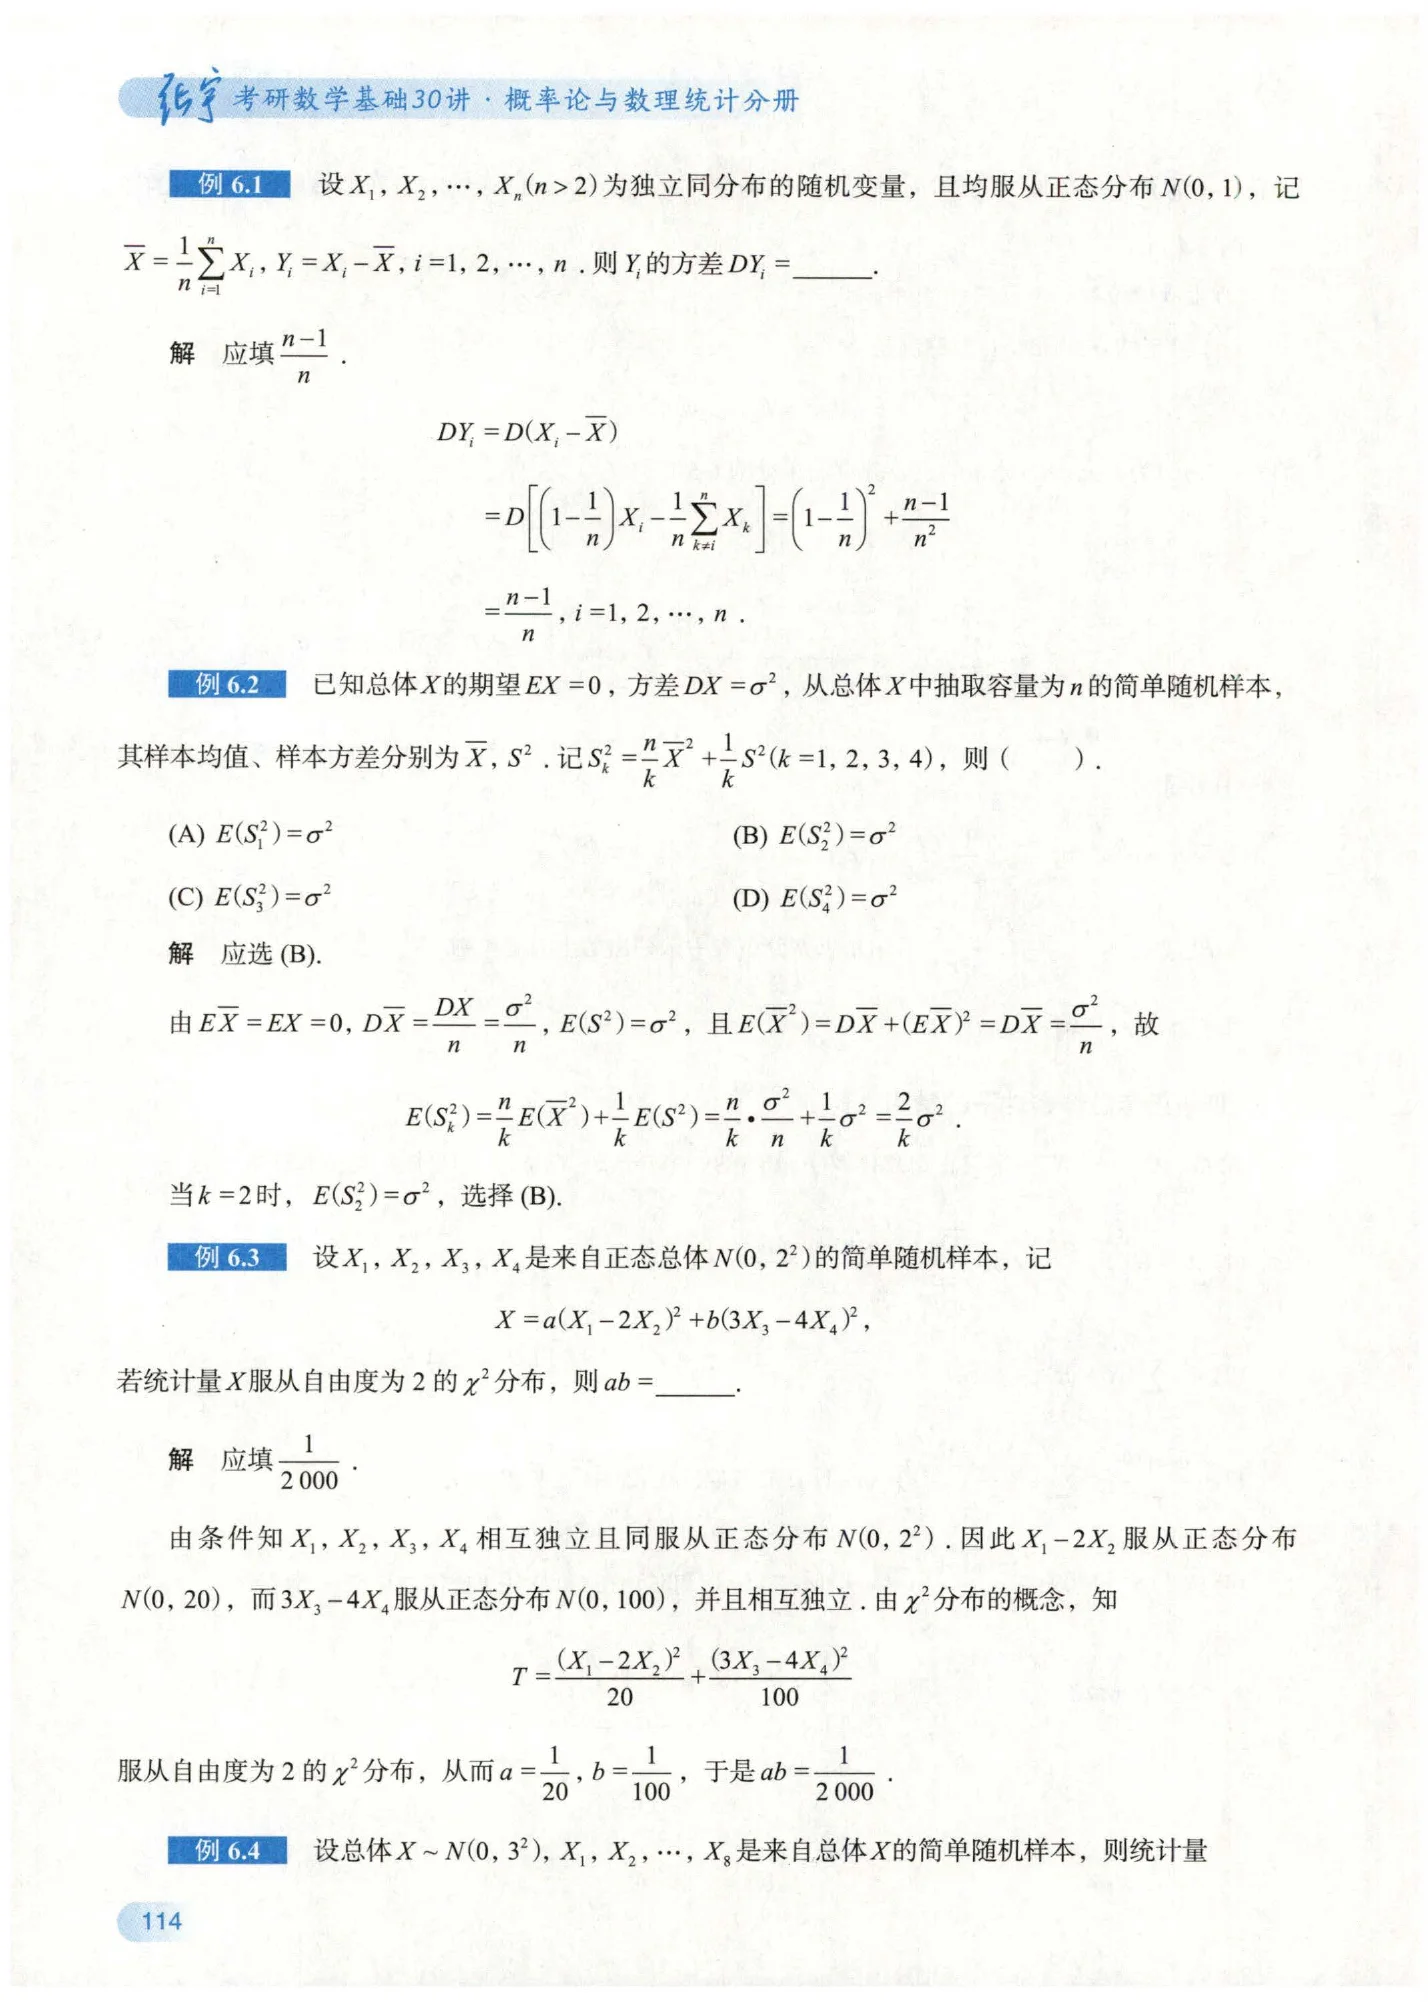 张宇 考研数学基础30讲·概率论与数理统计分册
例 6.1 设 $X_1, X_2, \cdots, X_n (n>2)$为独立同分布的随机变量，且均服从正态分布 $N(0, 1)$，记
$\overline{X}=\frac{1}{n}\sum_{i=1}^{n}X_i, Y_i=X_i-\overline{X}, i=1, 2, \cdots, n$ .则 $Y_i$的方差 $DY_i=$______.
解 应填$\frac{n-1}{n}$ .
$DY_i=D(X_i-\overline{X})$
$=D\left[\left(1-\frac{1}{n}\right)X_i-\frac{1}{n}\sum_{k\neq i}^{n}X_k\right]=\left(1-\frac{1}{n}\right)^2+\frac{n-1}{n^2}$
$=\frac{n-1}{n}, i=1, 2, \cdots, n$ .
例 6.2 已知总体$X$的期望$EX=0$，方差$DX=\sigma^2$，从总体$X$中抽取容量为$n$的简单随机样本，
其样本均值、样本方差分别为$\overline{X}, S^2$ .记$S_k^2=\frac{n}{k}\overline{X}^2+\frac{1}{k}S^2(k=1, 2, 3, 4)$，则（ ）.
(A) $E(S_1^2)=\sigma^2$ (B) $E(S_2^2)=\sigma^2$
(C) $E(S_3^2)=\sigma^2$ (D) $E(S_4^2)=\sigma^2$
解 应选 (B).
由 $E\overline{X}=EX=0, D\overline{X}=\frac{DX}{n}=\frac{\sigma^2}{n}, E(S^2)=\sigma^2$，且 $E(\overline{X}^2)=D\overline{X}+(E\overline{X})^2=D\overline{X}=\frac{\sigma^2}{n}$，故
$E(S_k^2)=\frac{n}{k}E(\overline{X}^2)+\frac{1}{k}E(S^2)=\frac{n}{k}\cdot\frac{\sigma^2}{n}+\frac{1}{k}\sigma^2=\frac{2}{k}\sigma^2$ .
当$k=2$时，$E(S_2^2)=\sigma^2$，选择 (B).
例 6.3 设 $X_1, X_2, X_3, X_4$是来自正态总体 $N(0, 2^2)$的简单随机样本，记
$X=a(X_1-2X_2)^2+b(3X_3-4X_4)^2$，
若统计量$X$服从自由度为 2 的 $\chi^2$分布，则 $ab=$______.
解 应填$\frac{1}{2\,000}$ .
由条件知 $X_1, X_2, X_3, X_4$ 相互独立且同服从正态分布 $N(0, 2^2)$ .因此 $X_1-2X_2$ 服从正态分布
$N(0, 20)$，而 $3X_3-4X_4$服从正态分布 $N(0, 100)$，并且相互独立 .由 $\chi^2$分布的概念，知
$T=\frac{(X_1-2X_2)^2}{20}+\frac{(3X_3-4X_4)^2}{100}$
服从自由度为 2 的 $\chi^2$分布，从而 $a=\frac{1}{20}, b=\frac{1}{100}$，于是 $ab=\frac{1}{2\,000}$ .
例 6.4 设总体 $X\sim N(0, 3^2), X_1, X_2, \cdots, X_8$是来自总体$X$的简单随机样本，则统计量
114